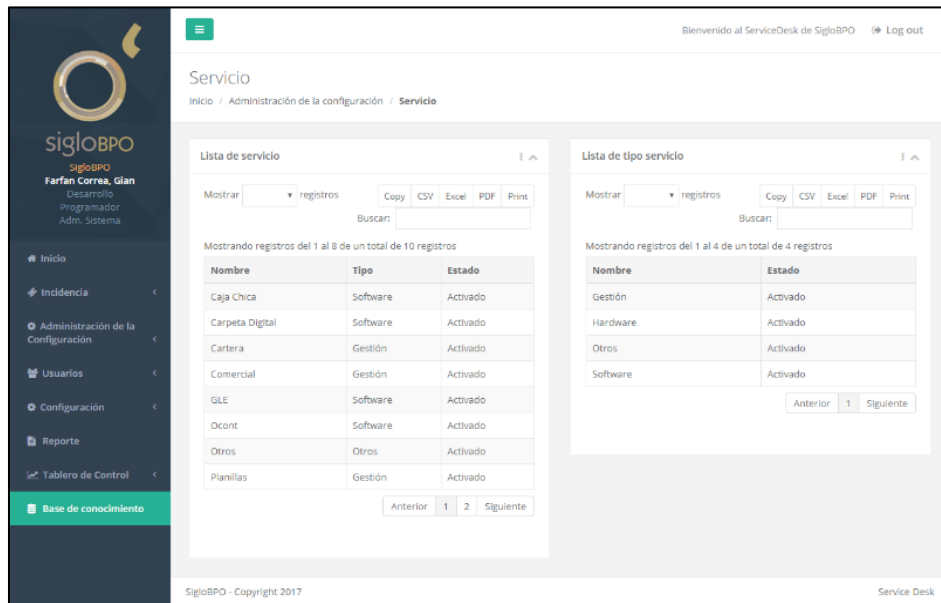 Bienvenido al ServiceDesk de SigloBPO Log out
sigloBPO
SigloBPO
Farfan Correa, Gian
Desarrollo
Programador
Adm. Sistema
Inicio
Incidencia
Administración de la
Configuración
Usuarios
Configuración
Reporte
Tablero de Control
Base de conocimiento
Servicio
Inicio / Administración de la configuración / Servicio
Lista de servicio
Mostrar registros Copy CSV Excel PDF Print
Buscar:
Mostrando registros del 1 al 8 de un total de 10 registros
Nombre Tipo Estado
Caja Chica Software Activado
Carpeta Digital Software Activado
Cartera Gestión Activado
Comercial Gestión Activado
GLE Software Activado
Ocont Software Activado
Otros Otros Activado
Planillas Gestión Activado
Anterior 1 2 Siguiente
Lista de tipo servicio
Mostrar registros Copy CSV Excel PDF Print
Buscar:
Mostrando registros del 1 al 4 de un total de 4 registros
Nombre Estado
Gestión Activado
Hardware Activado
Otros Activado
Software Activado
Anterior 1 Siguiente
SigloBPO - Copyright 2017 Service Desk